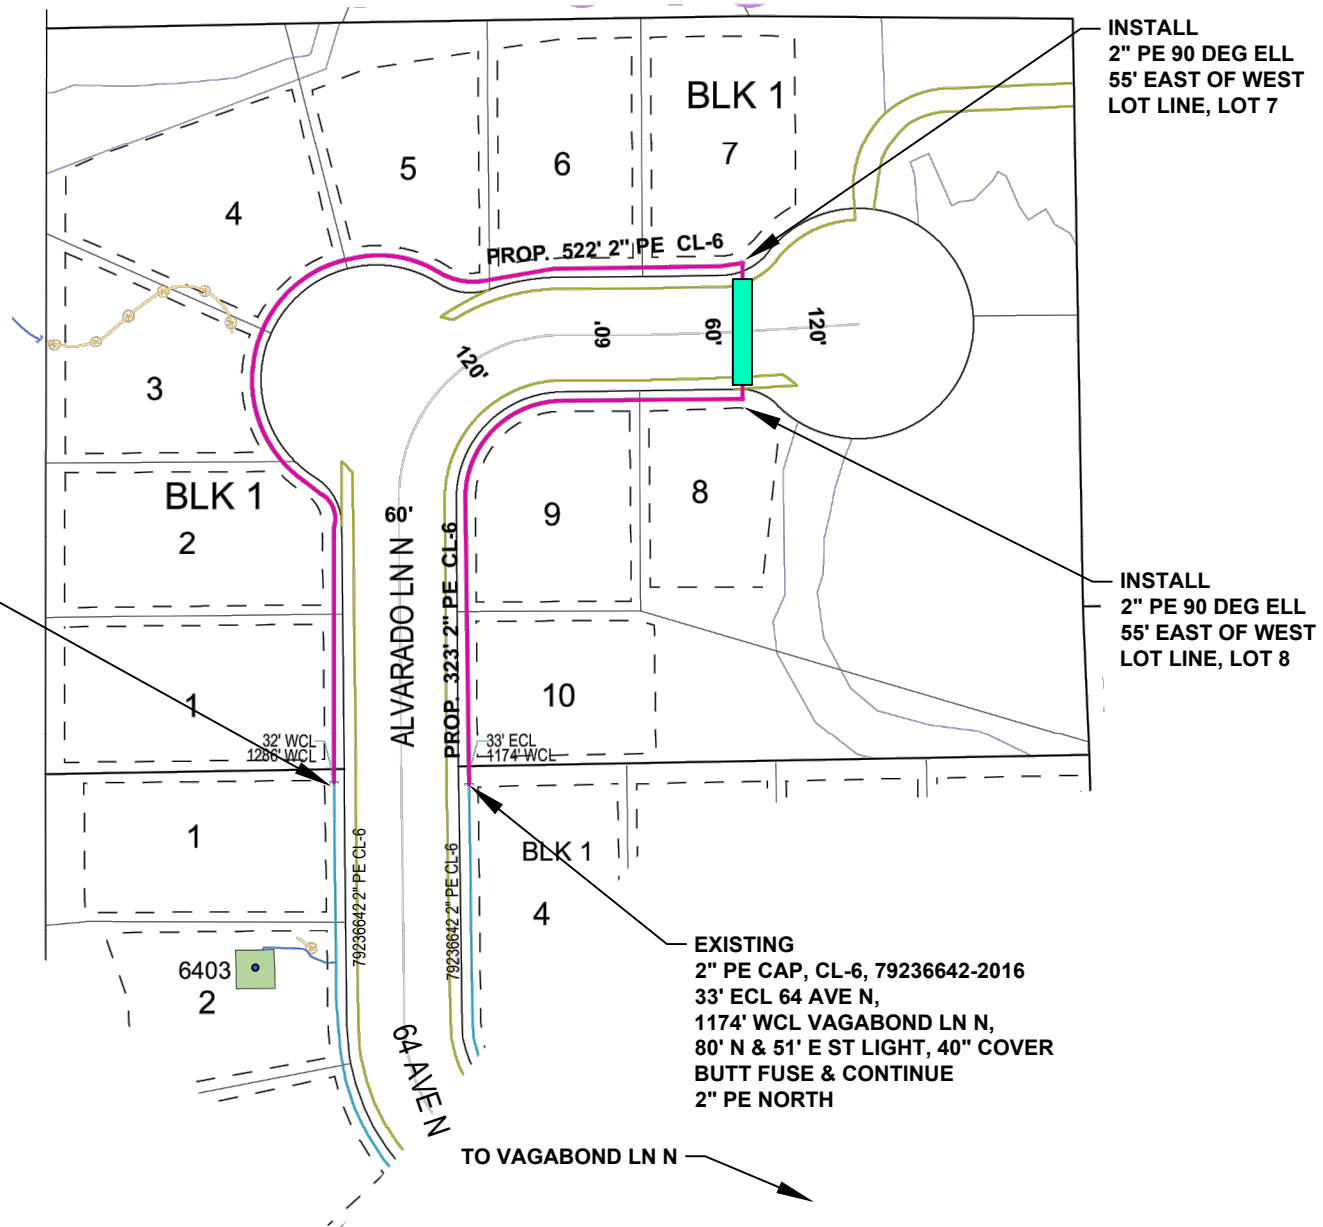 INSTALL
2" PE 90 DEG ELL
55' EAST OF WEST
LOT LINE, LOT 7
BLK 1
7
6
5
4
PROP. 522' 2" PE CL-6
60'
60'
120'
120'
3
BLK 1
2
60'
ALVARADO LN N
PROP. 323' 2" PE CL-6
9
8
INSTALL
2" PE 90 DEG ELL
55' EAST OF WEST
LOT LINE, LOT 8
1
10
32' WCL
1286' WCL
33' ECL
1174' WCL
1
79236642 2" PE CL-6
79236642 2" PE CL-6
BLK 1
4
6403
2
64 AVE N
EXISTING
2" PE CAP, CL-6, 79236642-2016
33' ECL 64 AVE N,
1174' WCL VAGABOND LN N,
80' N & 51' E ST LIGHT, 40" COVER
BUTT FUSE & CONTINUE
2" PE NORTH
TO VAGABOND LN N